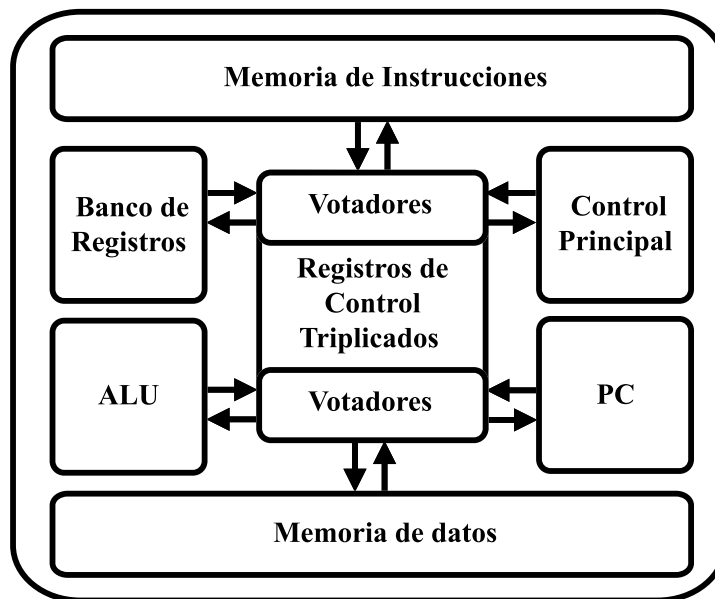 Memoria de Instrucciones
Banco de
Registros
Votadores
Control
Principal
Registros de
Control
Triplicados
ALU
Votadores
PC
Memoria de datos